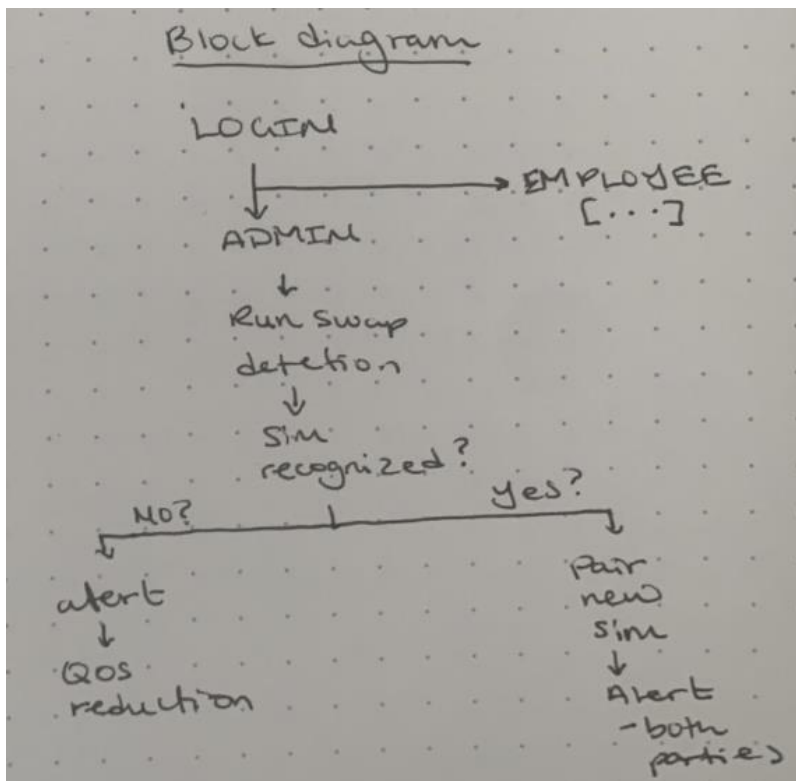 Block diagram
LOGIN
EMPLOYEE
[...]
ADMIN
Run swap
detetion
Sim
recognized?
NO?
Yes?
alert
QOS
reduction
Pair
new
sim
Alert
- both
parties